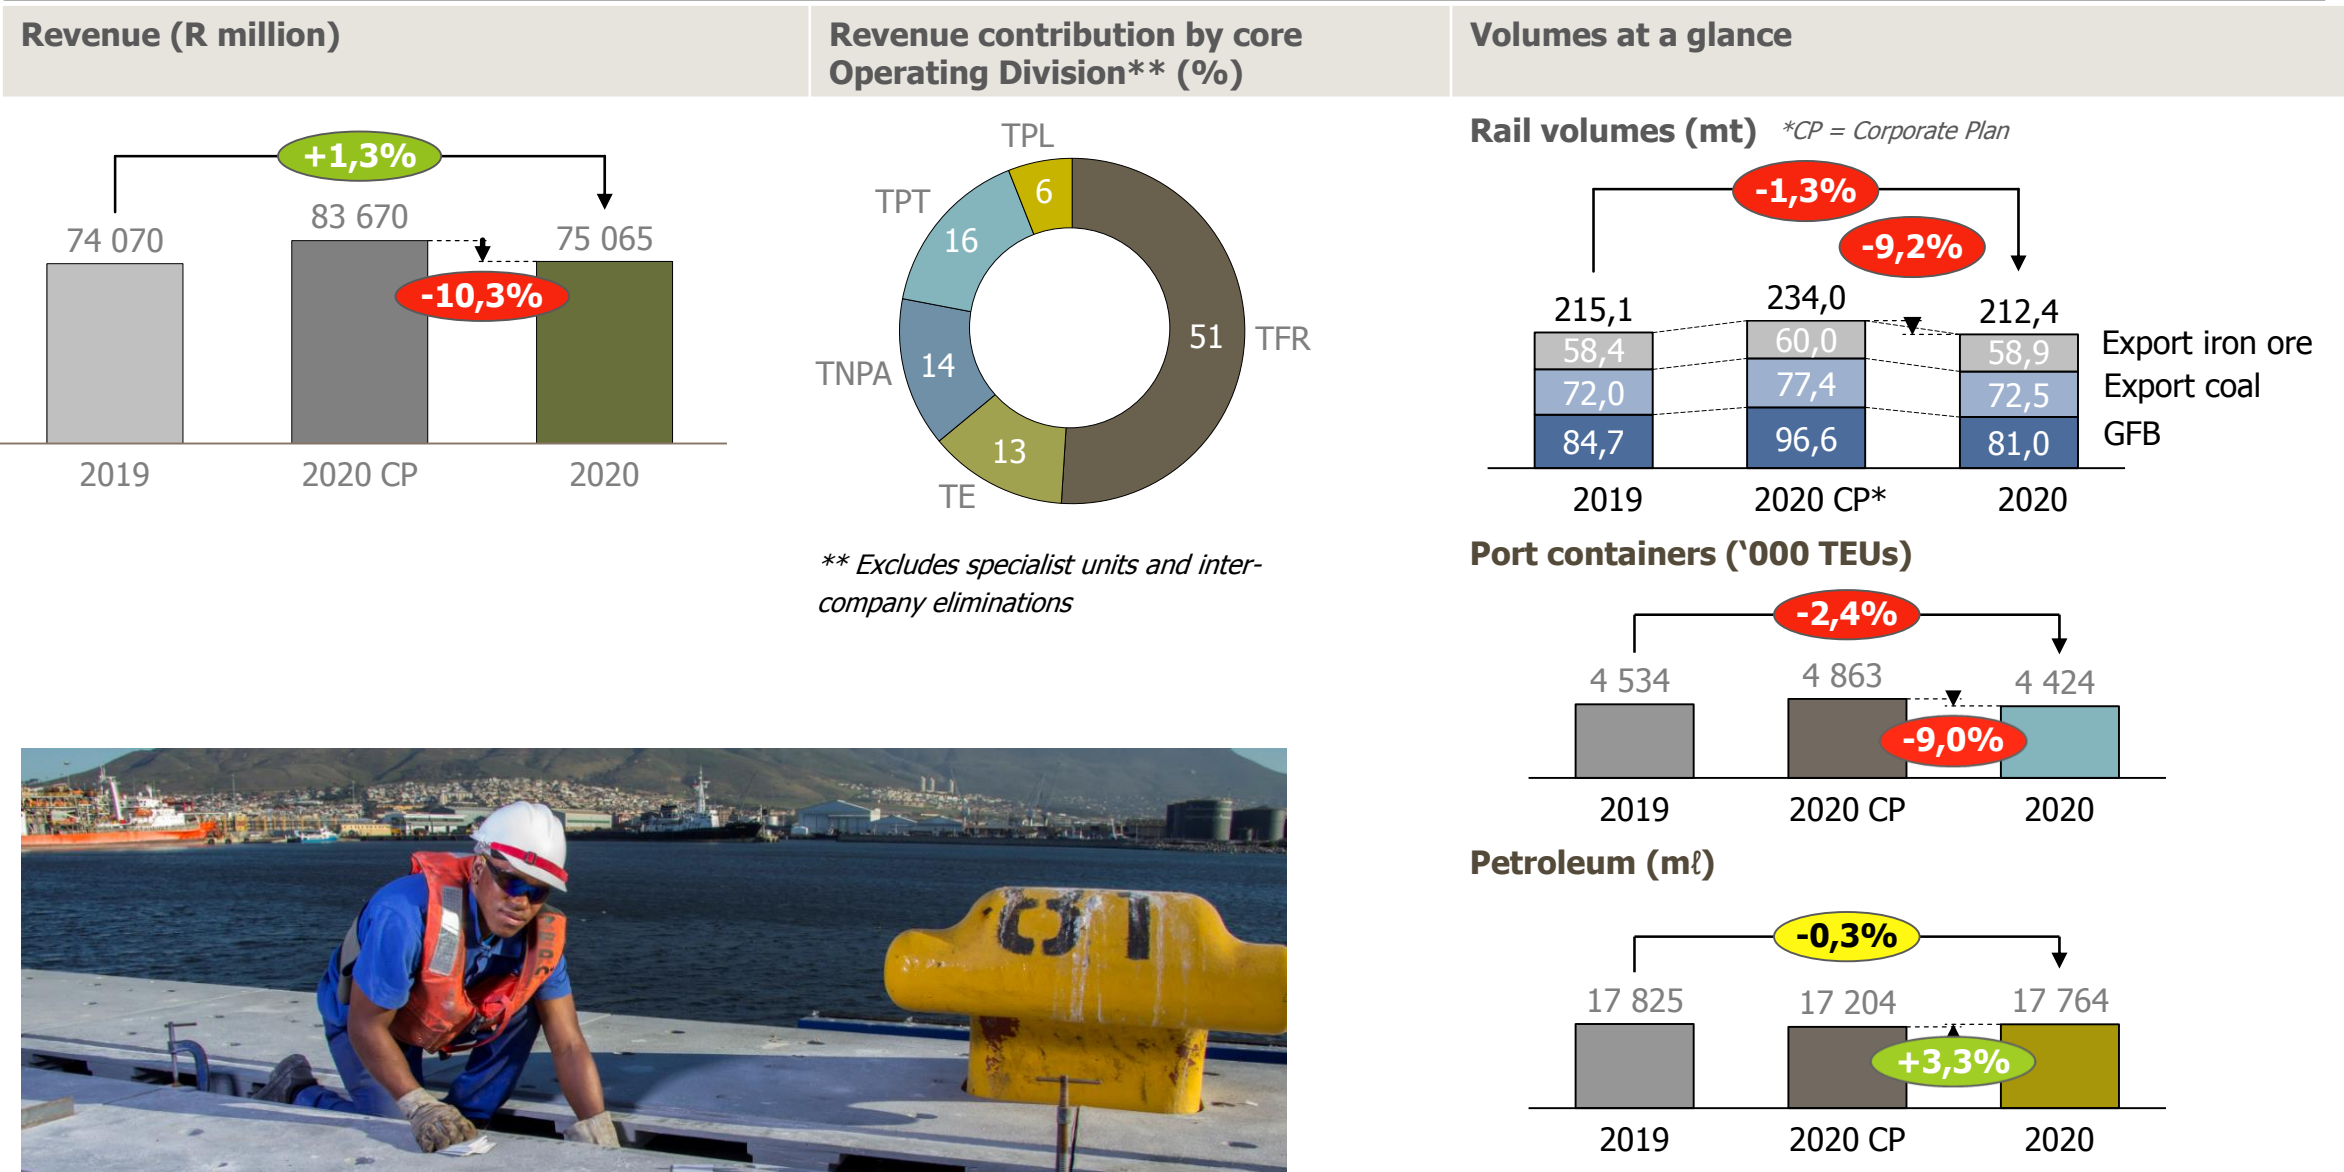 Revenue (R million)
+1,3%
74 070
83 670
75 065
-10,3%
2019
2020 CP
2020
Revenue contribution by core
Operating Division** (%)
TPL
6
TPT
16
TNPA
14
51
TFR
13
TE
** Excludes specialist units and inter-
company eliminations
Volumes at a glance
Rail volumes (mt) *CP = Corporate Plan
-1,3%
-9,2%
215,1
234,0
212,4
58,4
60,0
58,9
Export iron ore
72,0
77,4
72,5
Export coal
84,7
96,6
81,0
GFB
2019
2020 CP*
2020
Port containers (‘000 TEUs)
-2,4%
4 534
4 863
4 424
-9,0%
2019
2020 CP
2020
Petroleum (mℓ)
-0,3%
17 825
17 204
17 764
+3,3%
2019
2020 CP
2020